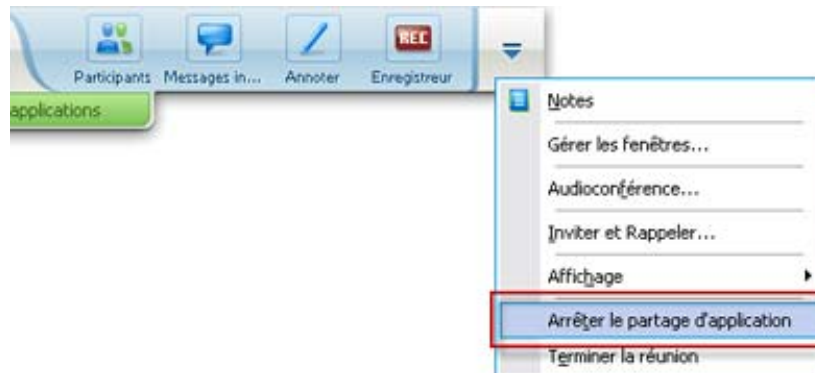 REC
Participants Messages in... Annoter Enregistreur
applications
Notes
Gérer les fenêtres...
Audioconférence...
Inviter et Rappeler...
Affichage
Arrêter le partage d'application
Terminer la réunion